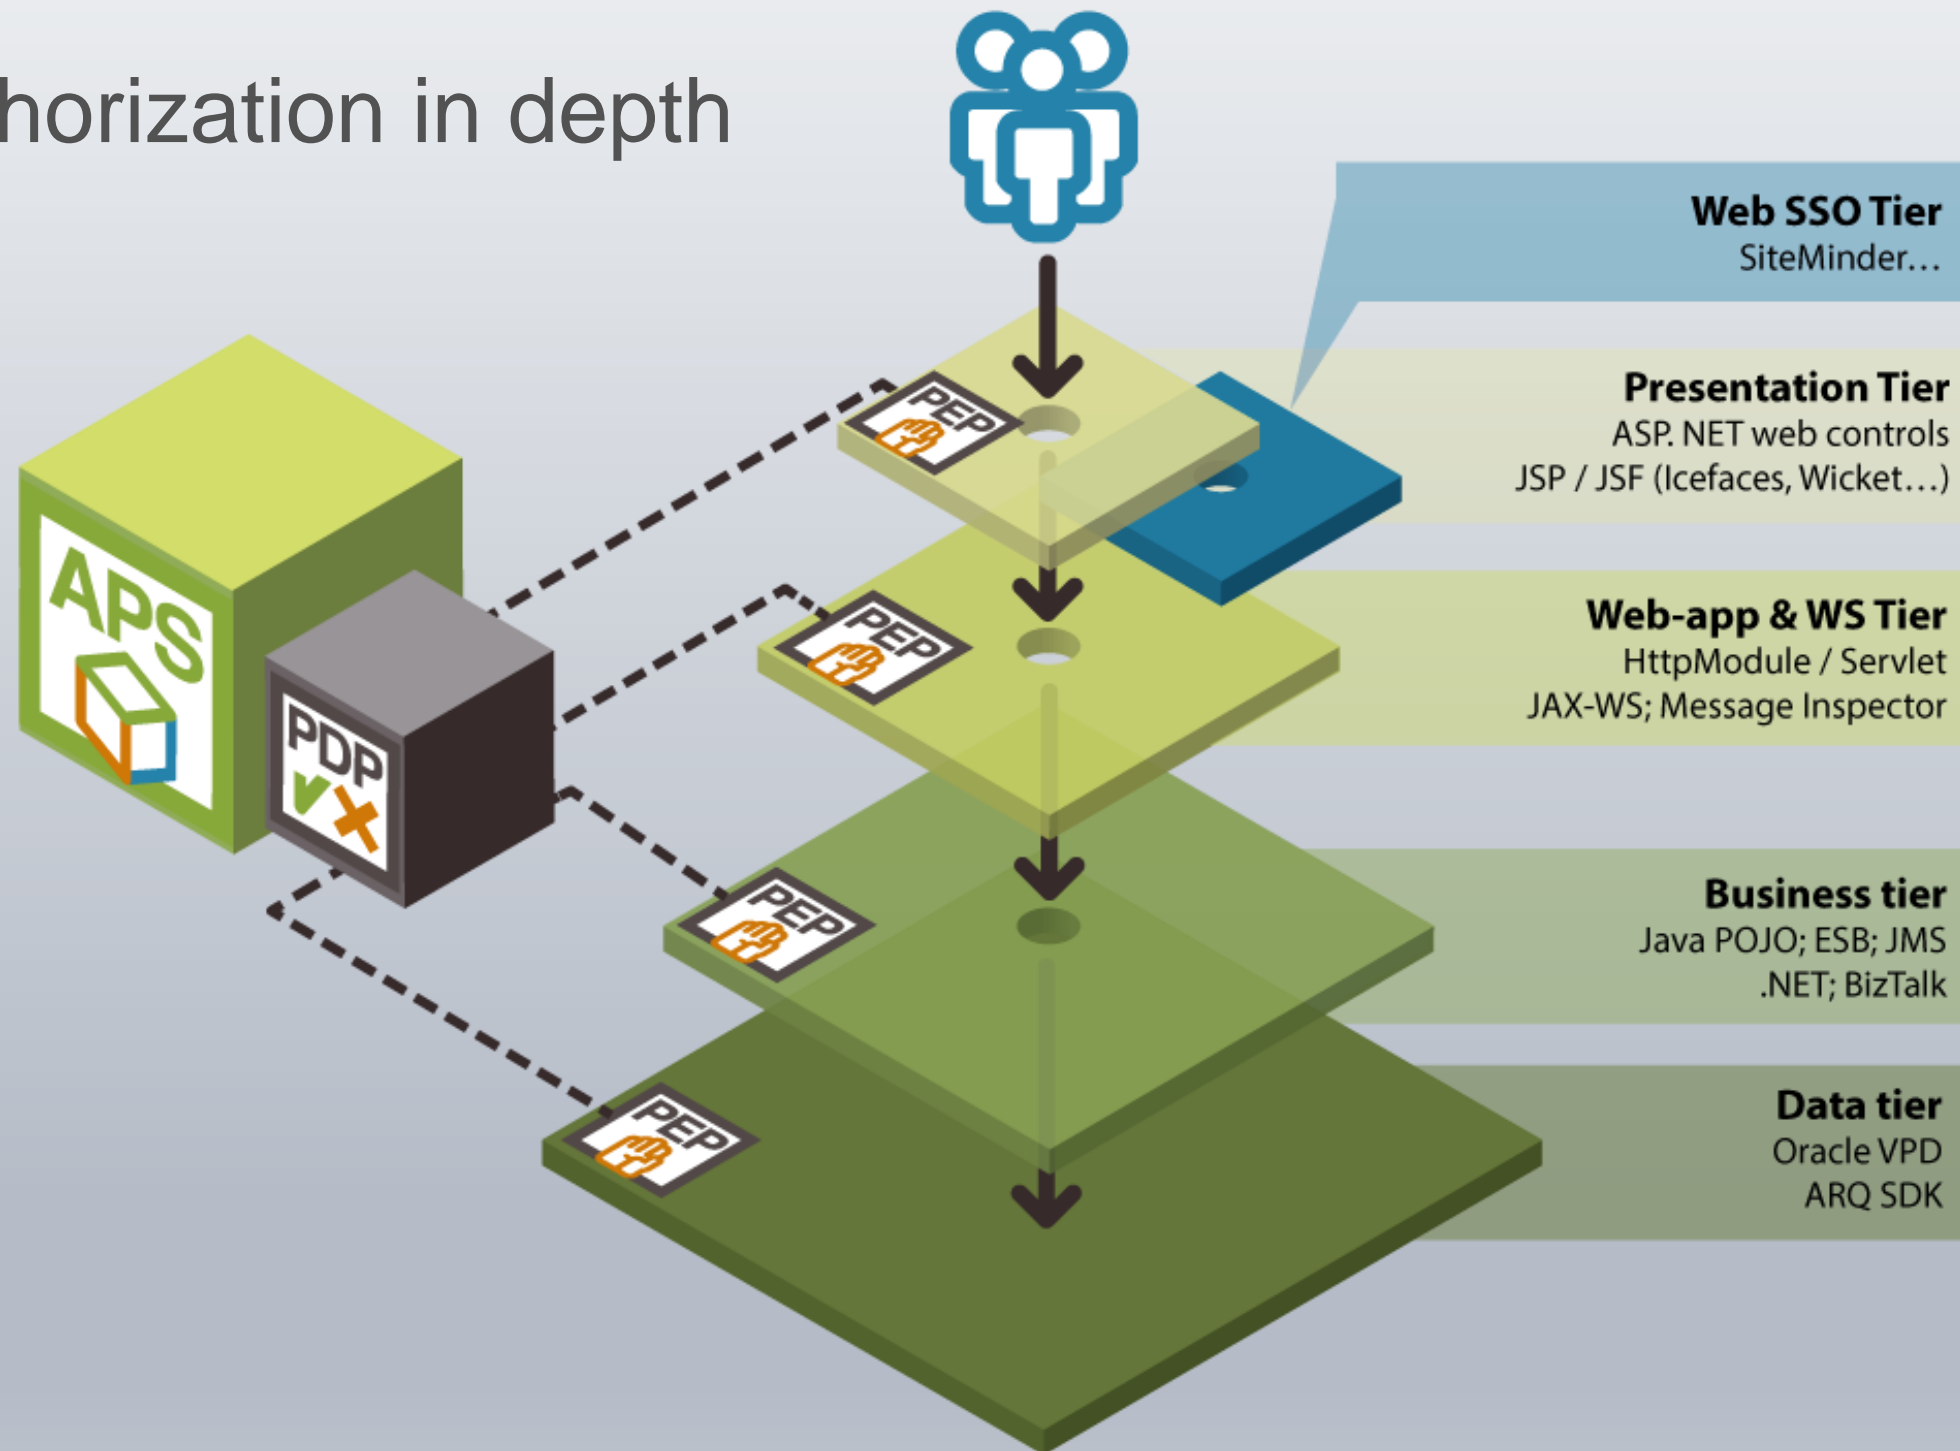 horization in depth
Web SSO Tier
SiteMinder...
Presentation Tier
ASP. NET web controls
JSP / JSF (Icefaces, Wicket...)
Web-app & WS Tier
HttpModule / Servlet
JAX-WS; Message Inspector
Business tier
Java POJO; ESB; JMS
.NET; BizTalk
Data tier
Oracle VPD
ARQ SDK
APS
PDP
PEP
PEP
PEP
PEP